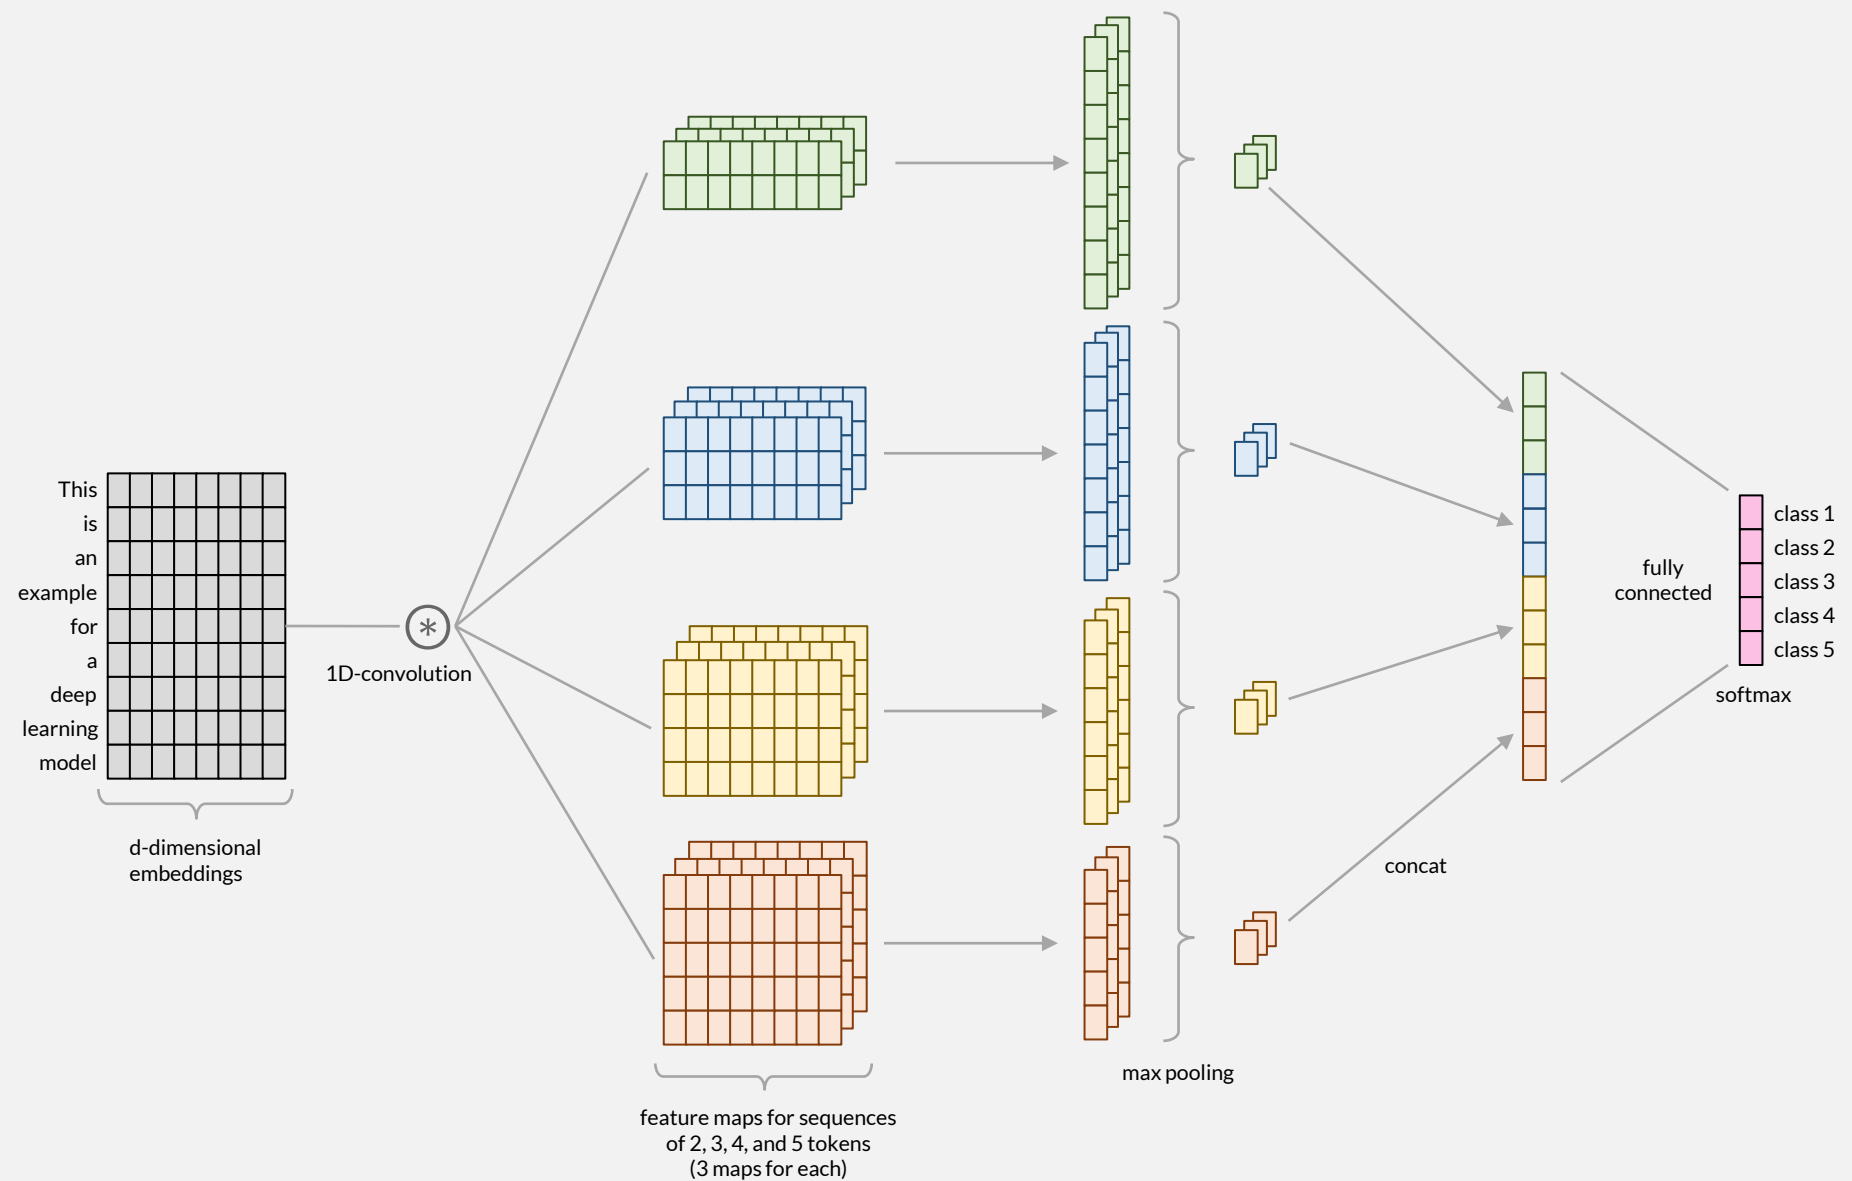 This
is
an
example
for
a
deep
learning
model
d-dimensional
embeddings
*
1D-convolution
feature maps for sequences
of 2, 3, 4, and 5 tokens
(3 maps for each)
max pooling
concat
fully
connected
class 1
class 2
class 3
class 4
class 5
softmax